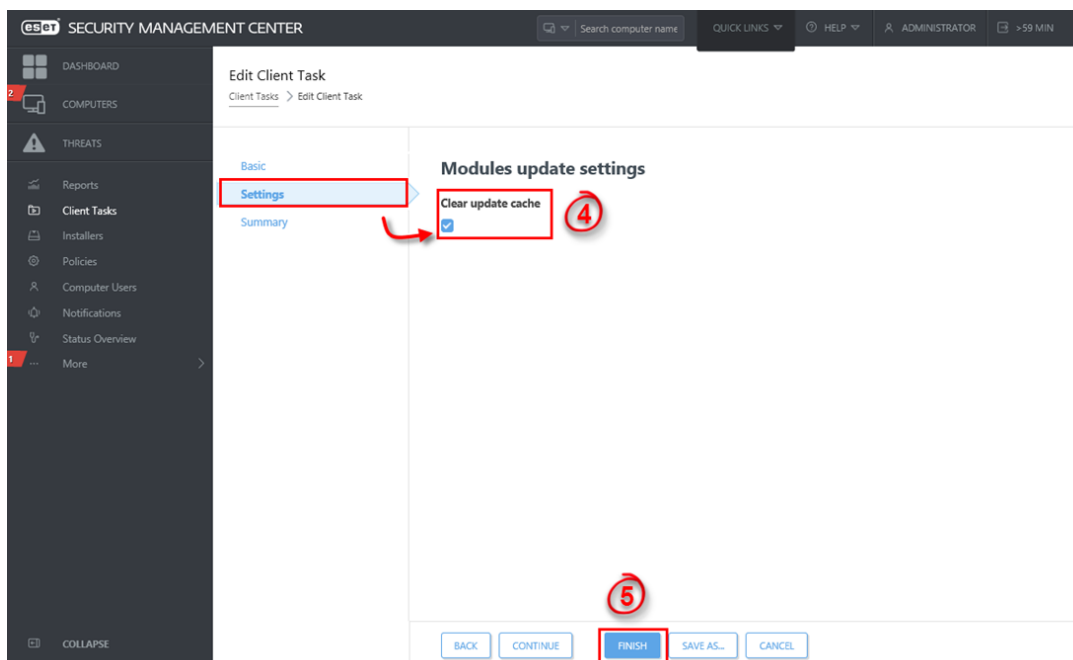 eset SECURITY MANAGEMENT CENTER
Search computer name
QUICK LINKS
HELP
ADMINISTRATOR
>59 MIN
DASHBOARD
2
COMPUTERS
THREATS
Reports
Client Tasks
Installers
Policies
Computer Users
Notifications
Status Overview
1
... More
COLLAPSE
Edit Client Task
Client Tasks > Edit Client Task
Basic
Settings
Summary
Modules update settings
Clear update cache
4
5
BACK
CONTINUE
FINISH
SAVE AS...
CANCEL